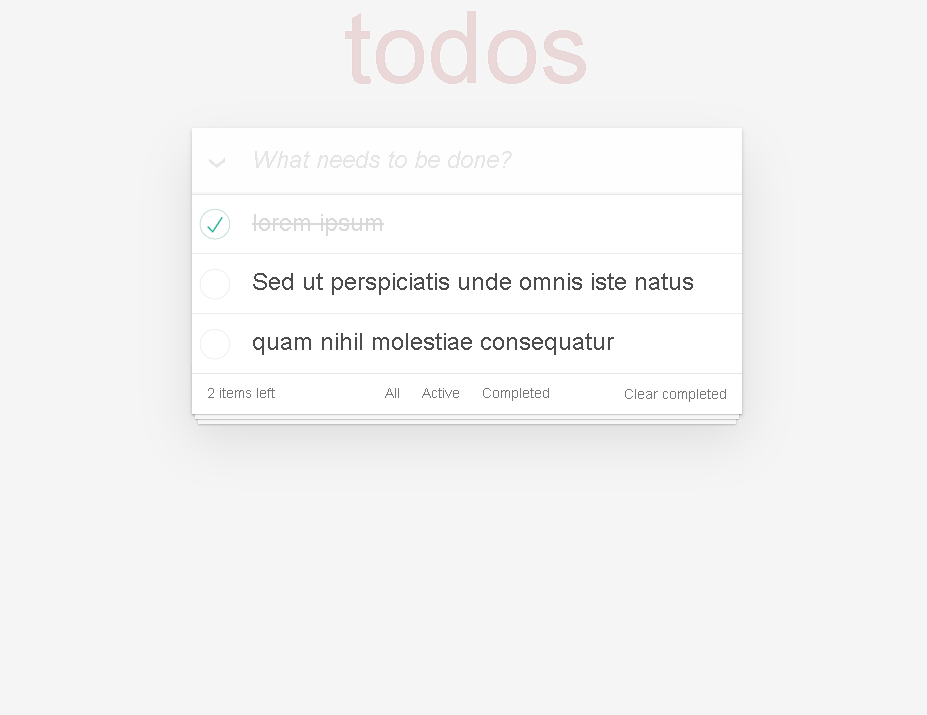 todos
What needs to be done?
lorem ipsum
Sed ut perspiciatis unde omnis iste natus
quam nihil molestiae consequatur
2 items left All Active Completed Clear completed